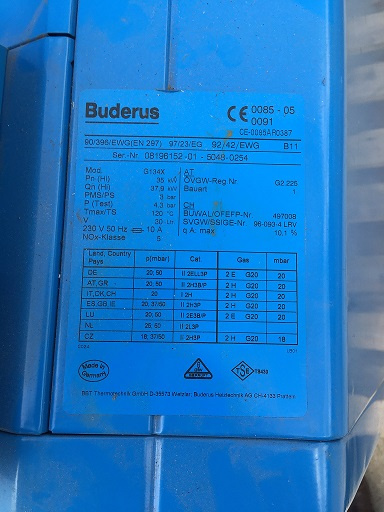 Buderus
CE 0085 - 05
0091
CE-0085AR0387
90/396/EWG(EN 297) 97/23/EG 92/42/EWG B11
Ser.-Nr. 08196152-01-5048-0254
Mod. G134X
Pn (Hi) 35 kW
Qn (Hi) 37,9 kW
PMS/PS 3
P (Test) 4,3 bar
Tmax/TS 120 °C
V 20 Ltr
230 V 50 Hz 10 A
NOx-Klasse 5
AT
ÖVGW-Reg.Nr G2.225
Bauart 1
CH
BUWAL/OFEFP-Nr 497008
SVGW/SSIGE-Nr 96-093-4 LRV
q A. max 10,1 %
Land, Country
Pays p(mbar) Cat. Gas mbar
DE 20; 50 II 2ELL3P 2 E G20 20
AT,GR 20; 50 II 2H3B/P 2 H G20 20
IT,CK,CH 20 II 2H 2 H G20 20
ES,GB,IE 20; 37/50 II 2H3P 2 H G20 20
LU 20; 50 II 2E3B/P 2 E G20 20
NL II 2L3P
CZ 18; 37/50 II 2H3P 2 H G20 18
Made in
Germany
TSE
BBT Thermotechnik GmbH D-35573 Wetzlar; Buderus Heiztechnik AG CH-4133 Pratteln